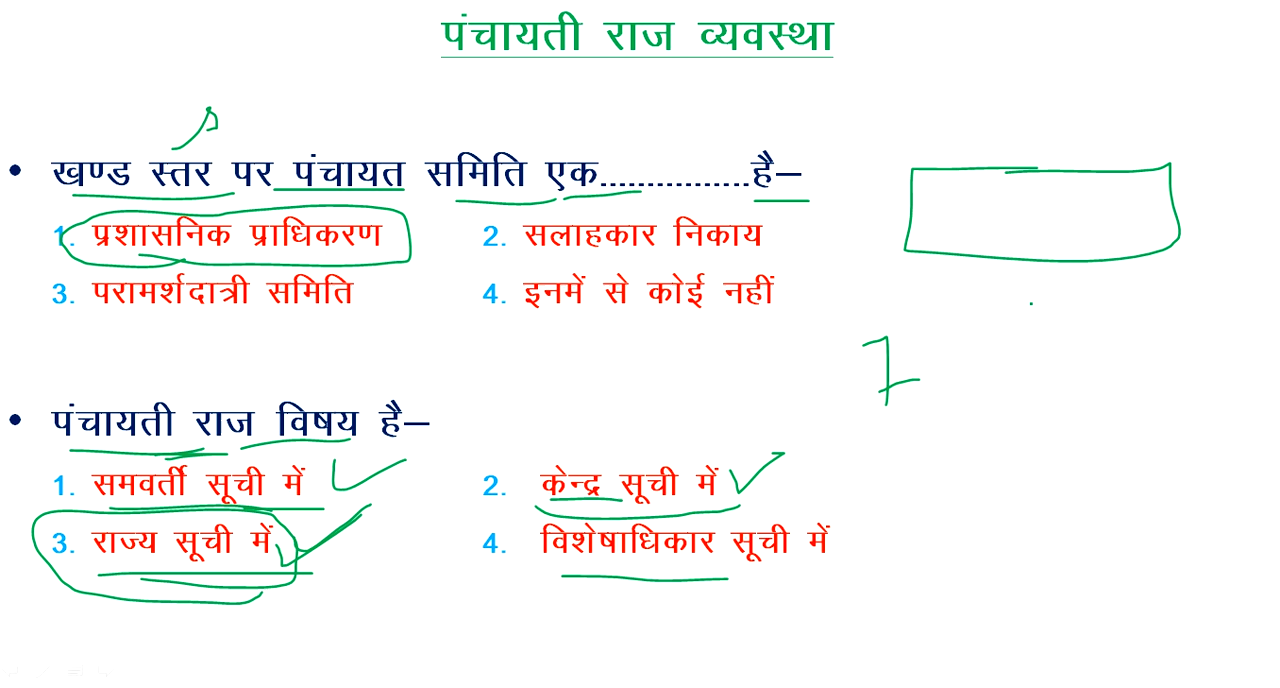 पंचायती राज व्यवस्था
• खण्ड स्तर पर पंचायत समिति एक................है–
1. प्रशासनिक प्राधिकरण 2. सलाहकार निकाय
3. परामर्शदात्री समिति 4. इनमें से कोई नहीं
• पंचायती राज विषय है–
1. समवर्ती सूची में 2. केन्द्र सूची में
3. राज्य सूची में 4. विशेषाधिकार सूची में